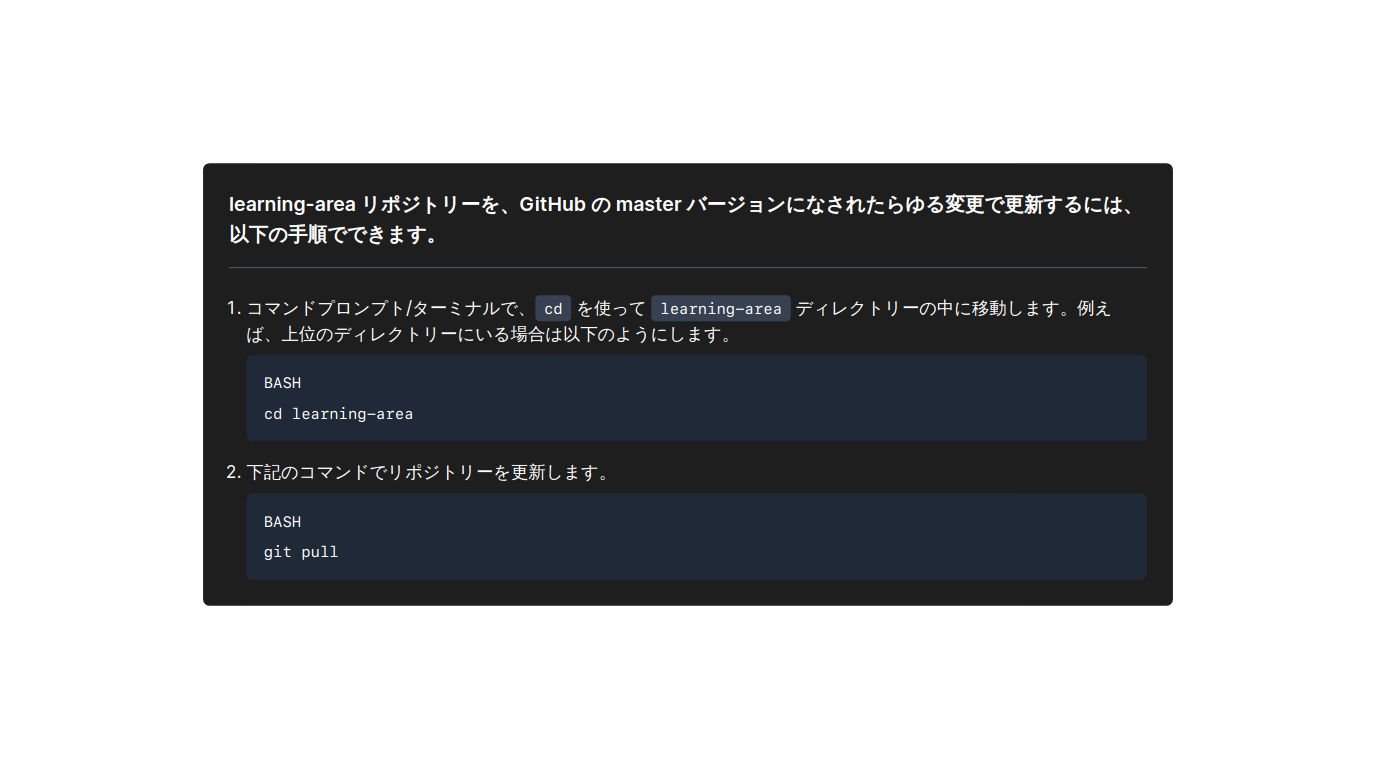 learning-area リポジトリーを、GitHub の master バージョンになされたらゆる変更で更新するには、
以下の手順でできます。
1. コマンドプロンプト/ターミナルで、 cd を使って learning-area ディレクトリーの中に移動します。例え
ば、上位のディレクトリーにいる場合は以下のようにします。
BASH
cd learning-area
2. 下記のコマンドでリポジトリーを更新します。
BASH
git pull